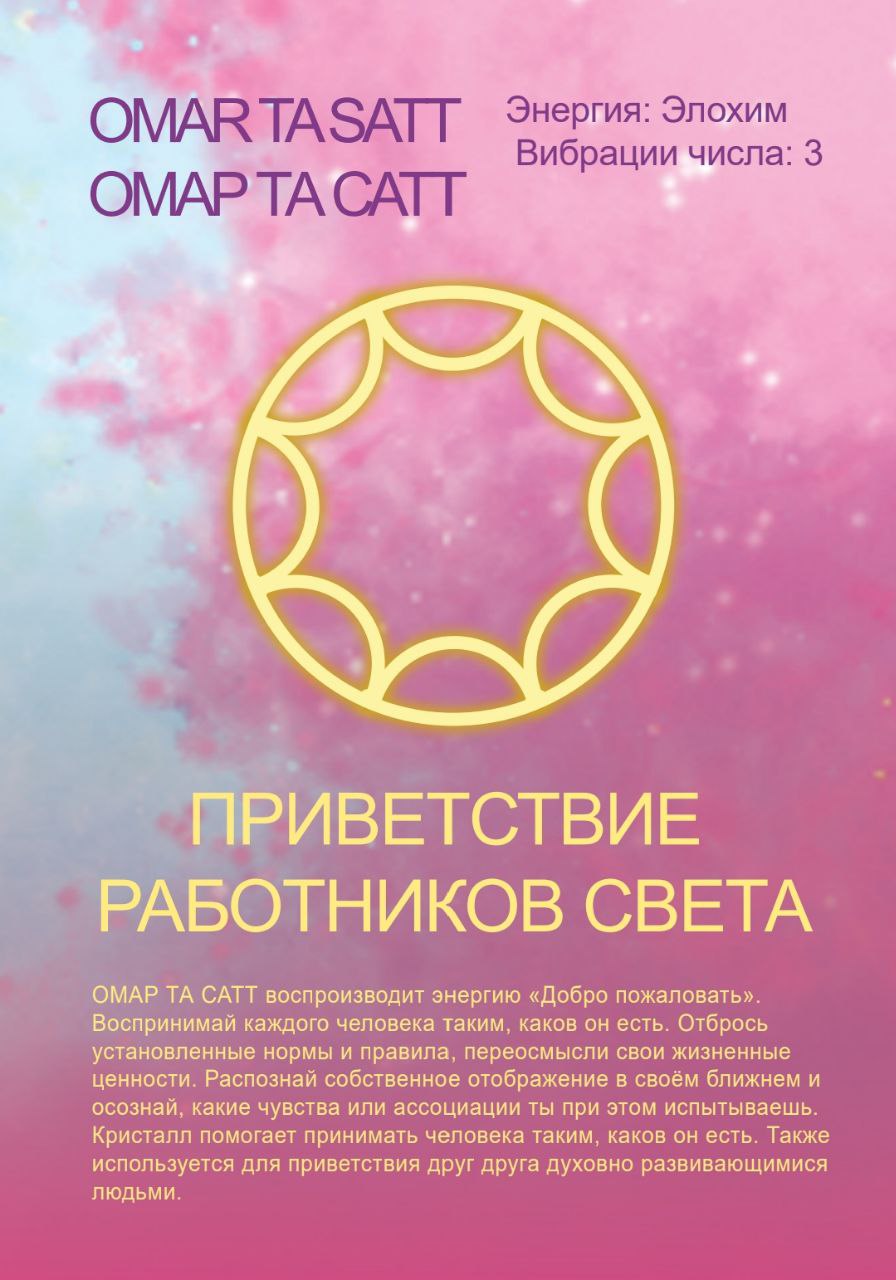 OMAR TA SATT
ОМАР ТА САТТ
Энергия: Элохим
Вибрации числа: 3
ПРИВЕТСТВИЕ
РАБОТНИКОВ СВЕТА
ОМАР ТА САТТ воспроизводит энергию «Добро пожаловать».
Воспринимай каждого человека таким, каков он есть. Отбрось
установленные нормы и правила, переосмысли свои жизненные
ценности. Распознай собственное отображение в своём ближнем и
осознай, какие чувства или ассоциации ты при этом испытываешь.
Кристалл помогает принимать человека таким, каков он есть. Также
используется для приветствия друг друга духовно развивающимися
людьми.